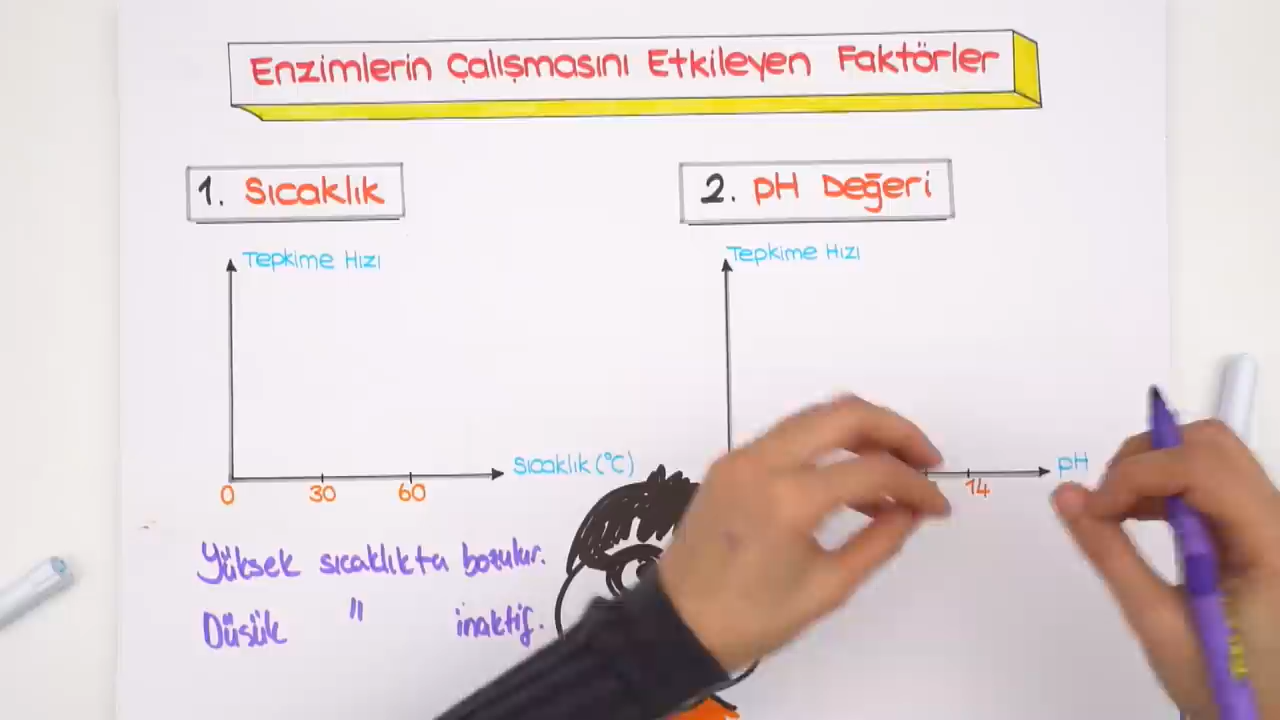 Enzimlerin Çalışmasını Etkileyen Faktörler
1. Sıcaklık
Tepkime Hızı
Sıcaklık (°C)
0 30 60
Yüksek sıcaklıkta bozulur.
Düşük " inaktif.
2. pH Değeri
Tepkime Hızı
pH
14